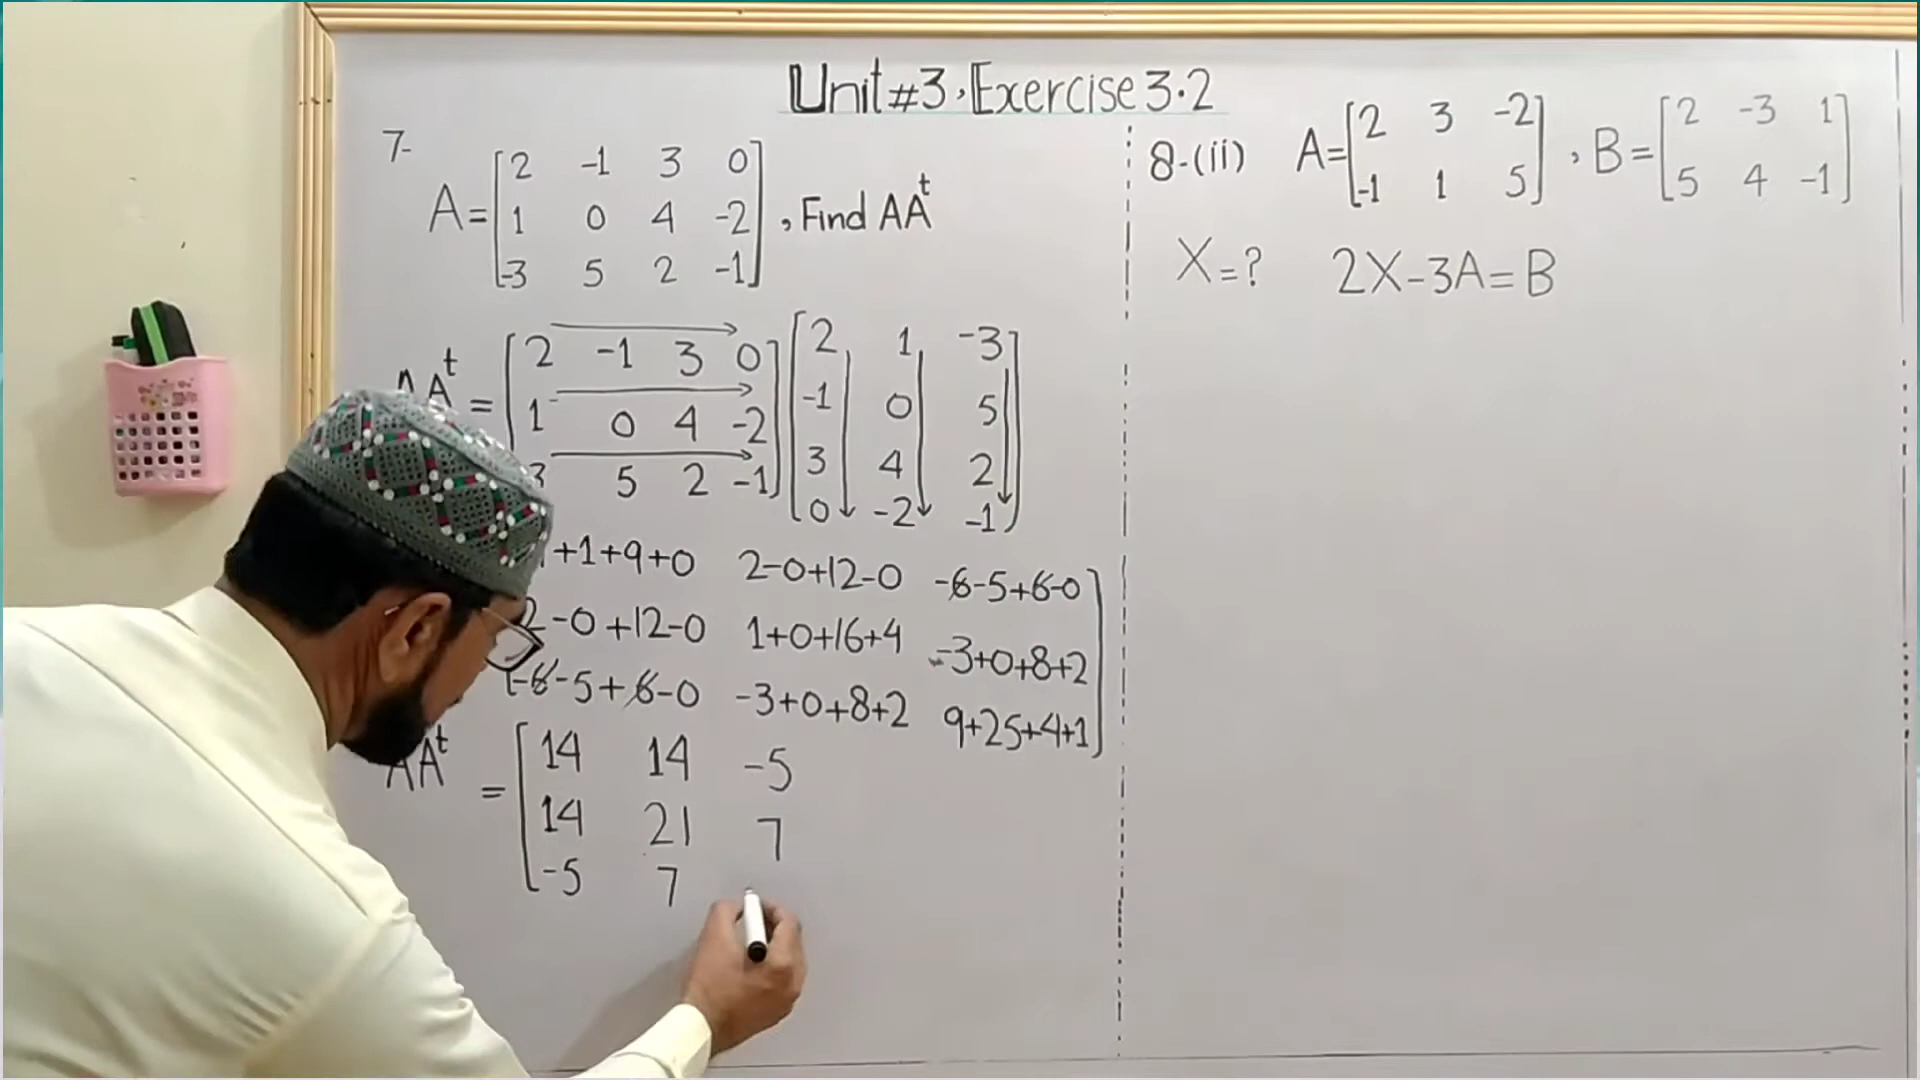 Unit#3, Exercise 3.2
7-
A=[2 -1 3 0
1 0 4 -2
-3 5 2 -1], Find AAᵗ
Aᵗ = [2 -1 3 0] [2 1 -3]
1 0 4 -2 -1 0 5
3 5 2 -1 3 4 2
0 -2 -1
+1+9+0 2-0+12-0 -6-5+6-0
2-0+12-0 1+0+16+4 -3+0+8+2
-6-5+6-0 -3+0+8+2 9+25+4+1
AAᵗ = [14 14 -5
14 21 7
-5 7
8-(ii) A=[2 3 -2
-1 1 5], B=[2 -3 1
5 4 -1]
X=? 2X-3A=B